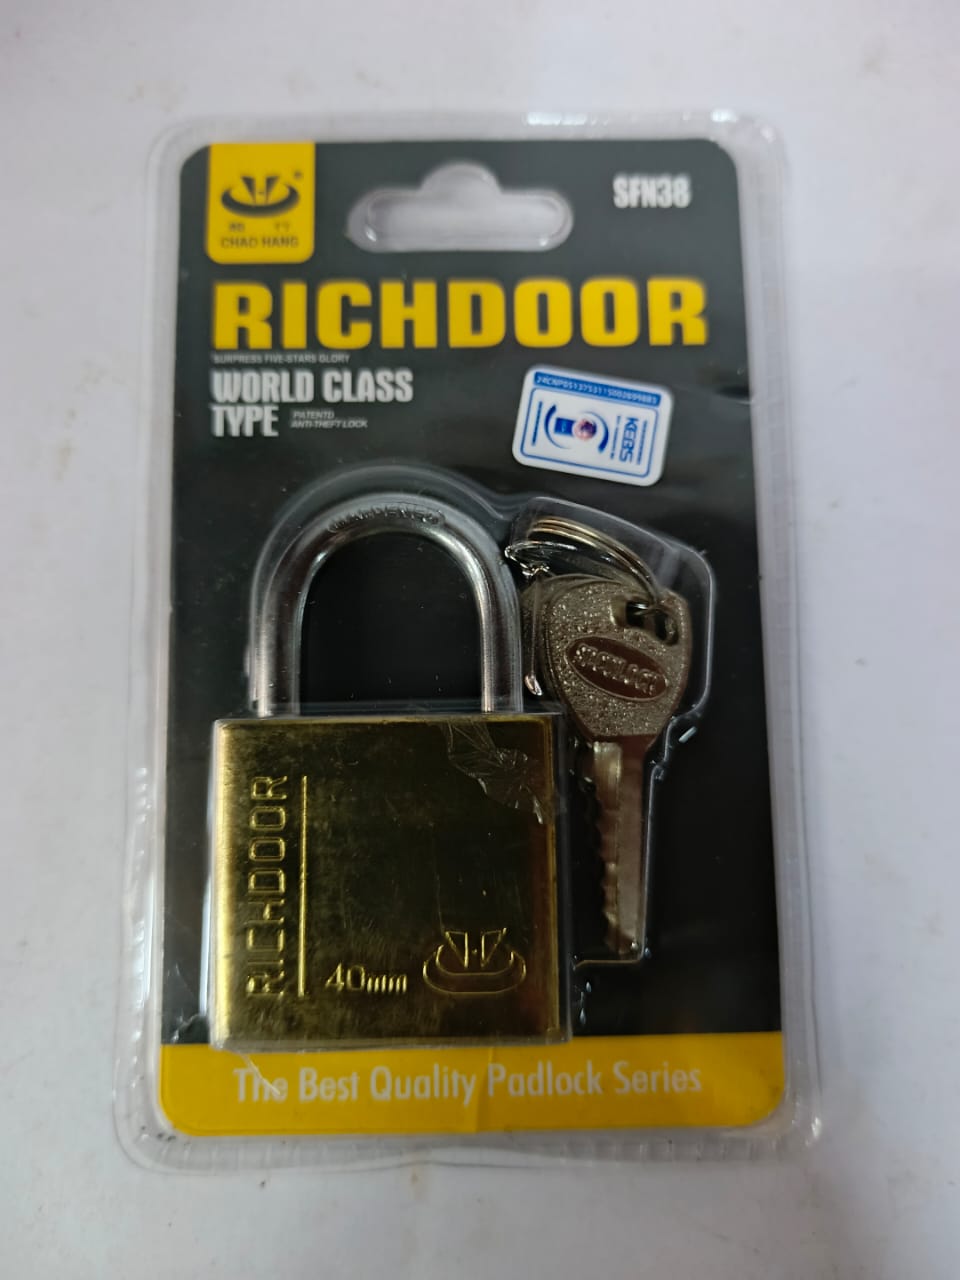 SFN38
CHAO HANG
RICHDOOR
SURPRESS FIVE-STARS GLORY
WORLD CLASS
TYPE
PATENTD
ANTI-THEFT LOCK
KEBS
HARDENED
RICHDOOR
40mm
The Best Quality Padlock Series